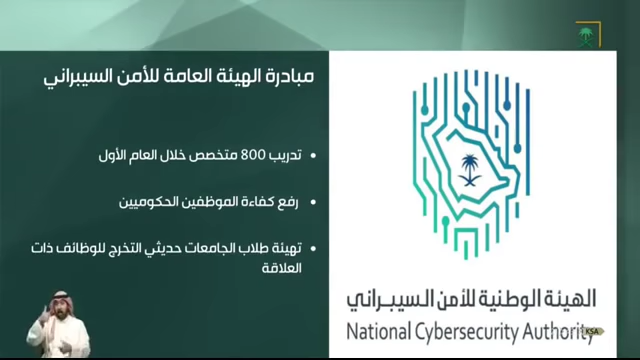 مبادرة الهيئة العامة للأمن السيبراني
تدريب 800 متخصص خلال العام الأول
رفع كفاءة الموظفين الحكوميين
تهيئة طلاب الجامعات حديثي التخرج للوظائف ذات
العلاقة
الهيئة الوطنية للأمن السيبراني
National Cybersecurity Authority
KSA